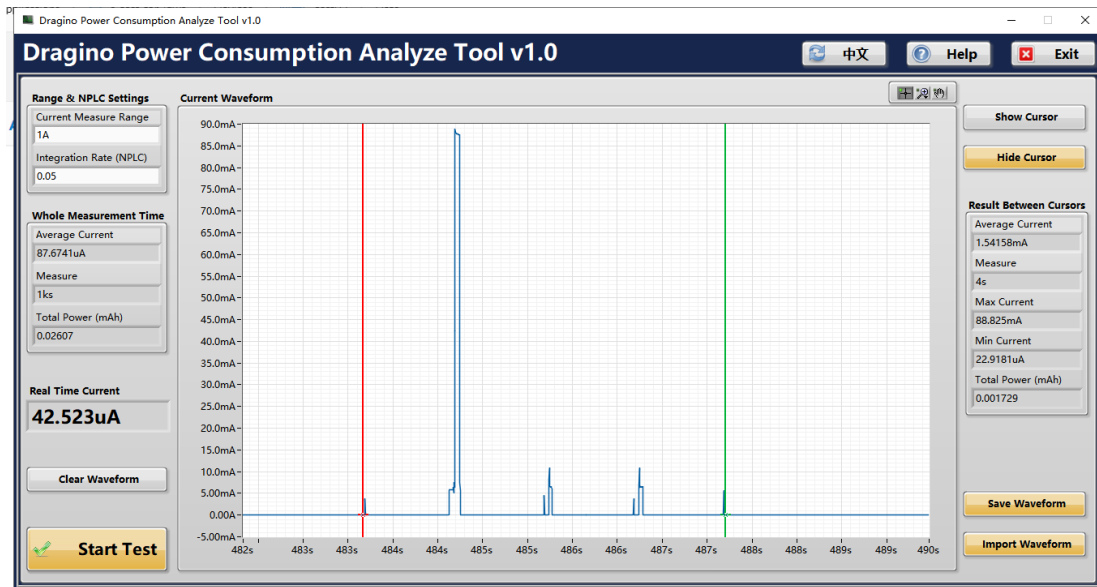 Dragino Power Consumption Analyze Tool v1.0
Dragino Power Consumption Analyze Tool v1.0
中文
Help
Exit
Range & NPLC Settings
Current Measure Range
1A
Integration Rate (NPLC)
0.05
Whole Measurement Time
Average Current
87.6741uA
Measure
1ks
Total Power (mAh)
0.02607
Real Time Current
42.523uA
Clear Waveform
Start Test
Current Waveform
90.0mA
85.0mA
80.0mA
75.0mA
70.0mA
65.0mA
60.0mA
55.0mA
50.0mA
45.0mA
40.0mA
35.0mA
30.0mA
25.0mA
20.0mA
15.0mA
10.0mA
5.00mA
0.00A
-5.00mA
482s 483s 483s 484s 484s 485s 485s 486s 486s 487s 487s 488s 488s 489s 489s 490s
Show Cursor
Hide Cursor
Result Between Cursors
Average Current
1.54158mA
Measure
4s
Max Current
88.825mA
Min Current
22.9181uA
Total Power (mAh)
0.001729
Save Waveform
Import Waveform